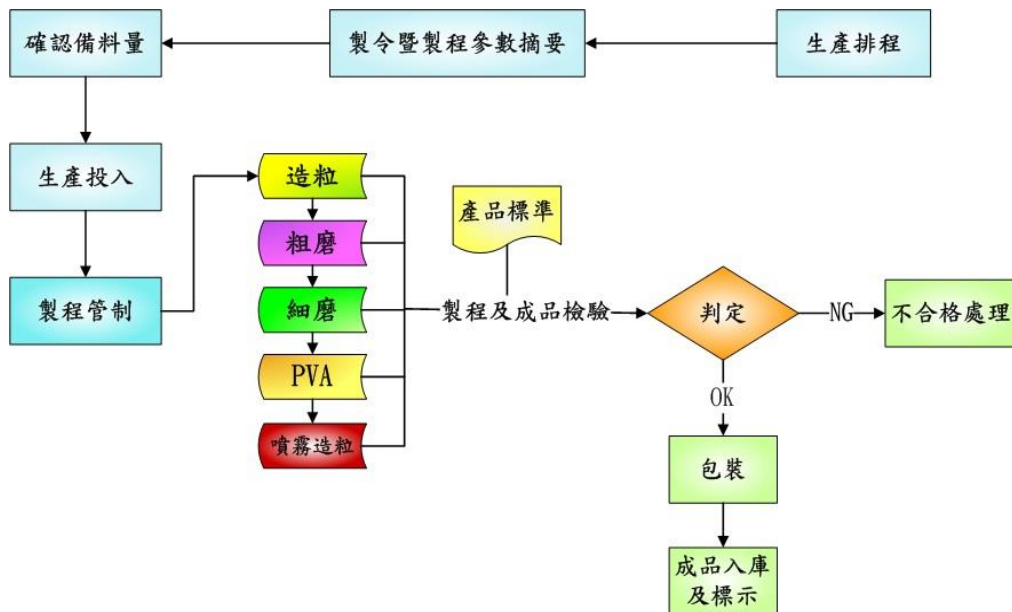 確認備料量
製令暨製程參數摘要
生產排程
生產投入
製程管制
造粒
粗磨
細磨
PVA
噴霧造粒
產品標準
製程及成品檢驗
判定
NG
不合格處理
OK
包裝
成品入庫
及標示